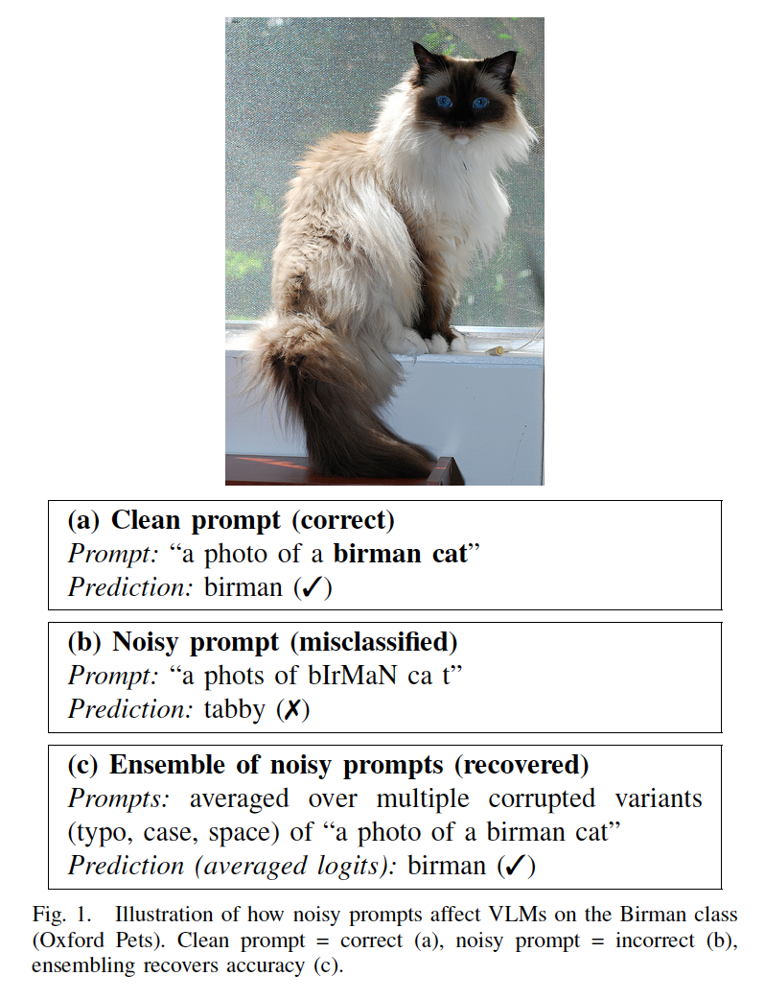 (a) Clean prompt (correct)
Prompt: “a photo of a birman cat”
Prediction: birman (✓)
(b) Noisy prompt (misclassified)
Prompt: “a phots of bIrMaN ca t”
Prediction: tabby (✗)
(c) Ensemble of noisy prompts (recovered)
Prompts: averaged over multiple corrupted variants
(typo, case, space) of “a photo of a birman cat”
Prediction (averaged logits): birman (✓)
Fig. 1. Illustration of how noisy prompts affect VLMs on the Birman class
(Oxford Pets). Clean prompt = correct (a), noisy prompt = incorrect (b),
ensembling recovers accuracy (c).